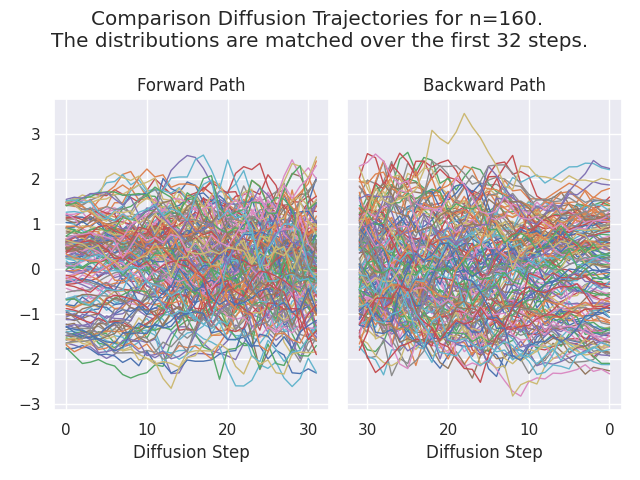 Comparison Diffusion Trajectories for n=160.
The distributions are matched over the first 32 steps.
Forward Path
Backward Path
3
2
1
0
−1
−2
−3
0 10 20 30
30 20 10 0
Diffusion Step
Diffusion Step